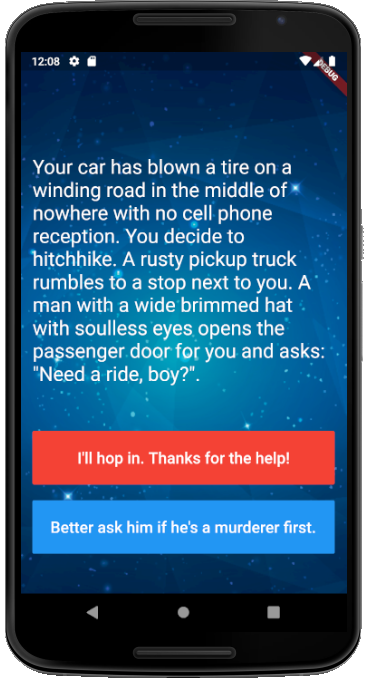 12:08
DEBUG
Your car has blown a tire on a
winding road in the middle of
nowhere with no cell phone
reception. You decide to
hitchhike. A rusty pickup truck
rumbles to a stop next to you. A
man with a wide brimmed hat
with soulless eyes opens the
passenger door for you and asks:
"Need a ride, boy?".
I'll hop in. Thanks for the help!
Better ask him if he's a murderer first.